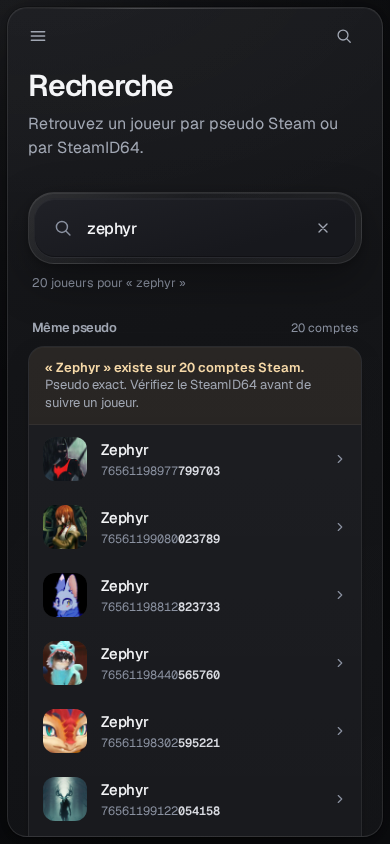 Recherche
Retrouvez un joueur par pseudo Steam ou
par SteamID64.
zephyr
20 joueurs pour « zephyr »
Même pseudo 20 comptes
« Zephyr » existe sur 20 comptes Steam.
Pseudo exact. Vérifiez le SteamID64 avant de
suivre un joueur.
Zephyr
76561198977799703
Zephyr
76561199080023789
Zephyr
76561198812823733
Zephyr
76561198440565760
Zephyr
76561198302595221
Zephyr
76561199122054158